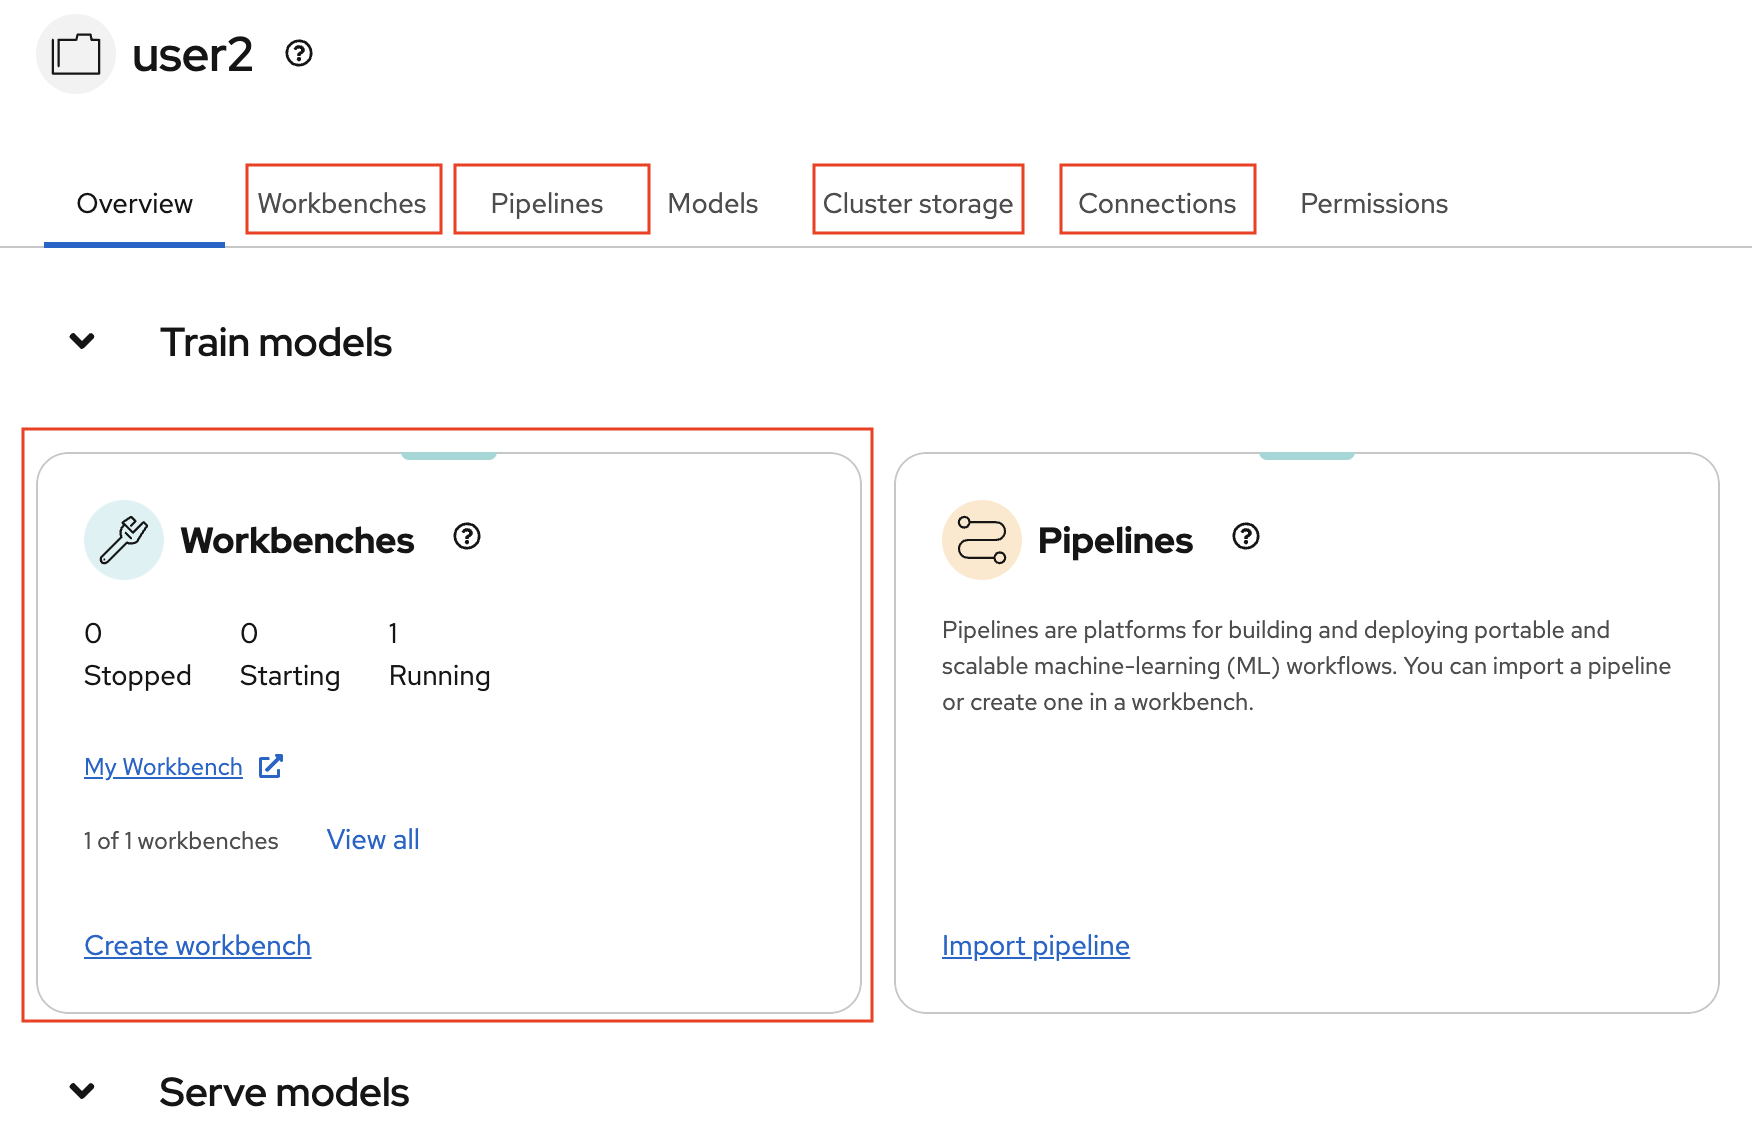 user2
Overview Workbenches Pipelines Models Cluster storage Connections Permissions
Train models
Workbenches
0 0 1
Stopped Starting Running
My Workbench
1 of 1 workbenches View all
Create workbench
Pipelines
Pipelines are platforms for building and deploying portable and
scalable machine-learning (ML) workflows. You can import a pipeline
or create one in a workbench.
Import pipeline
Serve models